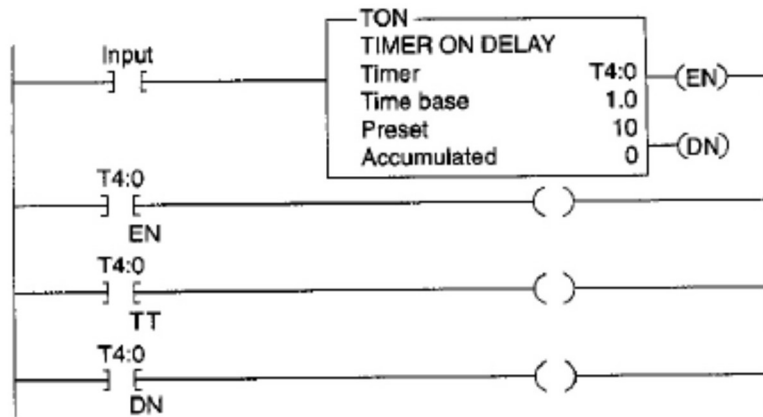 TON
Input
TIMER ON DELAY
Timer T4:0 (EN)
Time base 1.0
Preset 10 (DN)
Accumulated 0
T4:0
EN
T4:0
TT
T4:0
DN